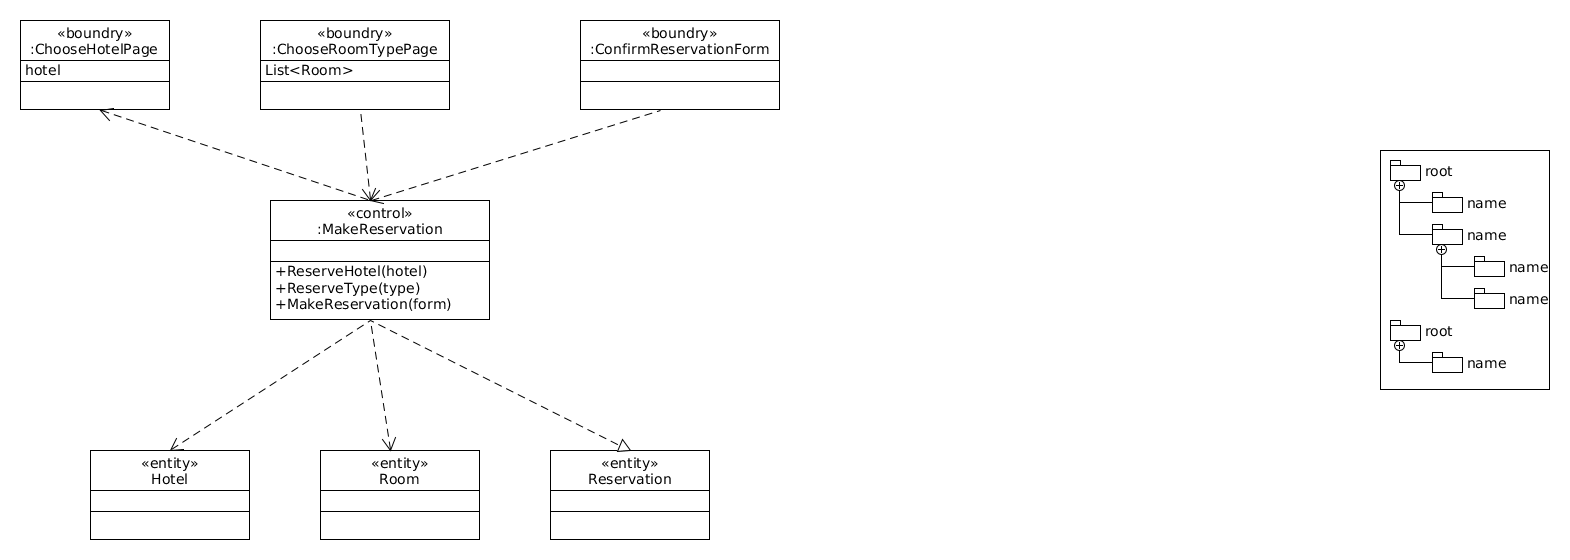 «boundry»
:ChooseHotelPage
hotel
«boundry»
:ChooseRoomTypePage
List<Room>
«boundry»
:ConfirmReservationForm
«control»
:MakeReservation
+ReserveHotel(hotel)
+ReserveType(type)
+MakeReservation(form)
«entity»
Hotel
«entity»
Room
«entity»
Reservation
root
name
name
name
name
root
name